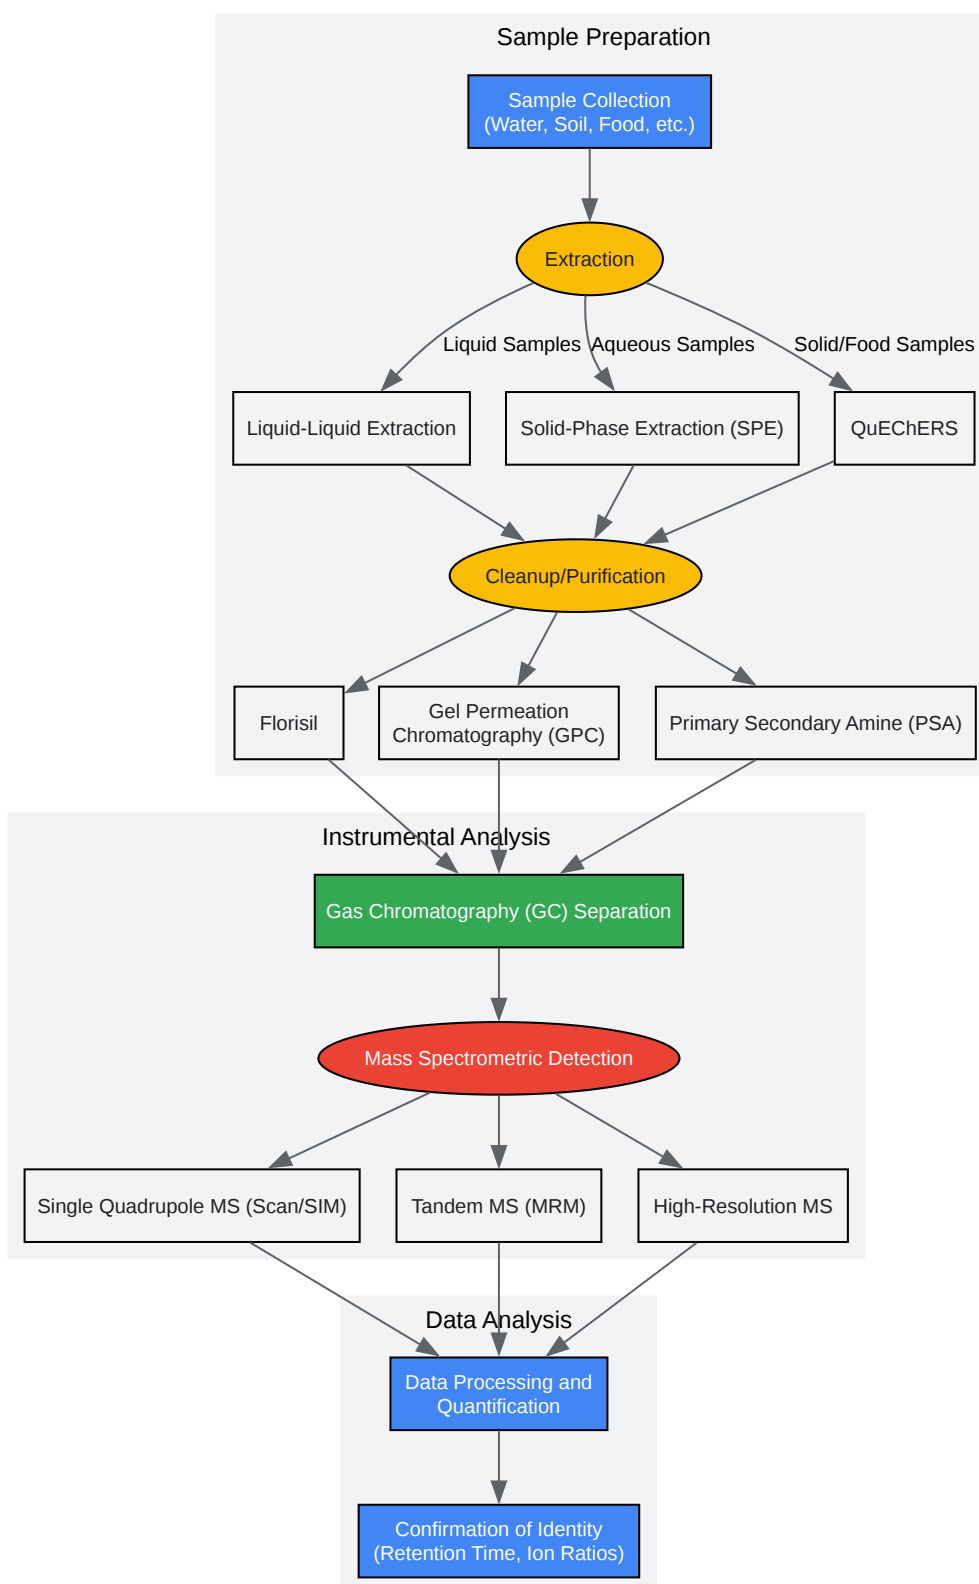 Sample Preparation
Sample Collection
(Water, Soil, Food, etc.)
Extraction
Liquid Samples
Aqueous Samples
Solid/Food Samples
Liquid-Liquid Extraction
Solid-Phase Extraction (SPE)
QuEChERS
Cleanup/Purification
Florisil
Gel Permeation
Chromatography (GPC)
Primary Secondary Amine (PSA)
Instrumental Analysis
Gas Chromatography (GC) Separation
Mass Spectrometric Detection
Single Quadrupole MS (Scan/SIM)
Tandem MS (MRM)
High-Resolution MS
Data Analysis
Data Processing and
Quantification
Confirmation of Identity
(Retention Time, Ion Ratios)